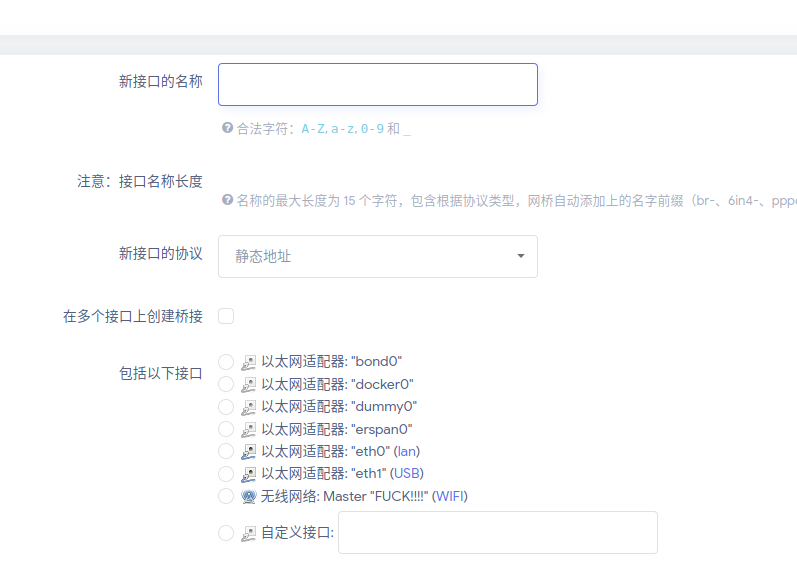 新接口的名称
合法字符：A-Z, a-z, 0-9 和 _
注意：接口名称长度
名称的最大长度为 15 个字符，包含根据协议类型，网桥自动添加上的名字前缀（br-、6in4-、pppo
新接口的协议 静态地址
在多个接口上创建桥接
包括以下接口
以太网适配器: "bond0"
以太网适配器: "docker0"
以太网适配器: "dummy0"
以太网适配器: "erspan0"
以太网适配器: "eth0" (lan)
以太网适配器: "eth1" (USB)
无线网络: Master "FUCK!!!!" (WIFI)
自定义接口: